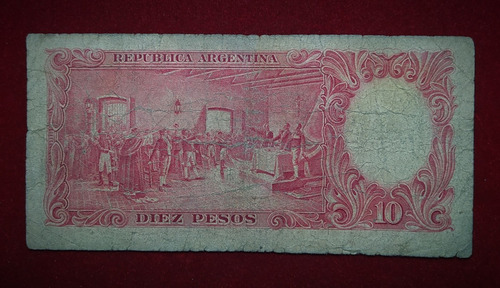 REPUBLICA ARGENTINA
DIEZ PESOS
10